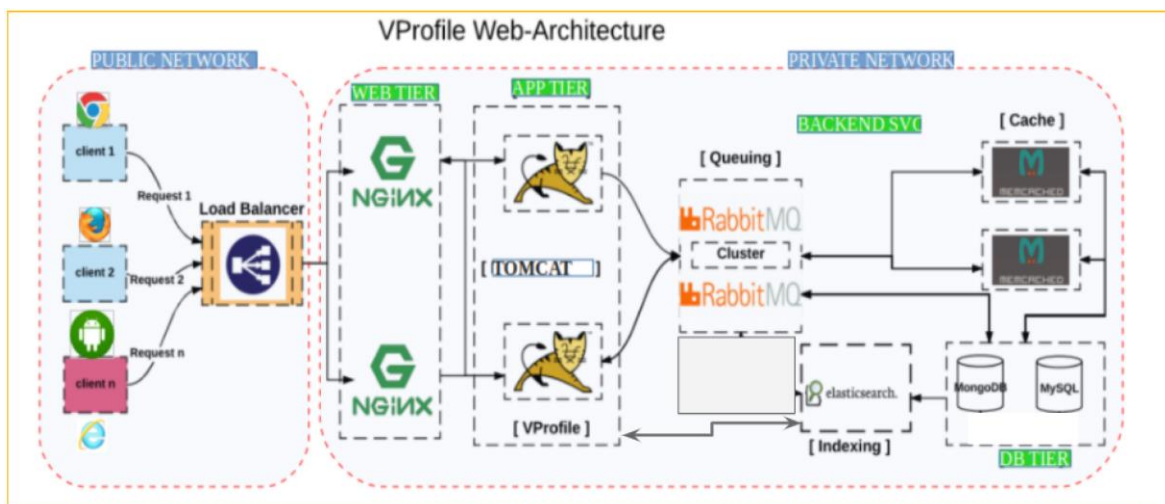 VProfile Web-Architecture
PUBLIC NETWORK
PRIVATE NETWORK
WEB TIER
APP TIER
BACKEND SVC
[ Cache ]
client 1
Request 1
NGINX
[ Queuing ]
MEMCACHED
Load Balancer
RabbitMQ
client 2
Request 2
[ TOMCAT ]
Cluster
MEMCACHED
RabbitMQ
client n
Request n
NGINX
elasticsearch.
MongoDB
MySQL
[ VProfile ]
[ Indexing ]
DB TIER